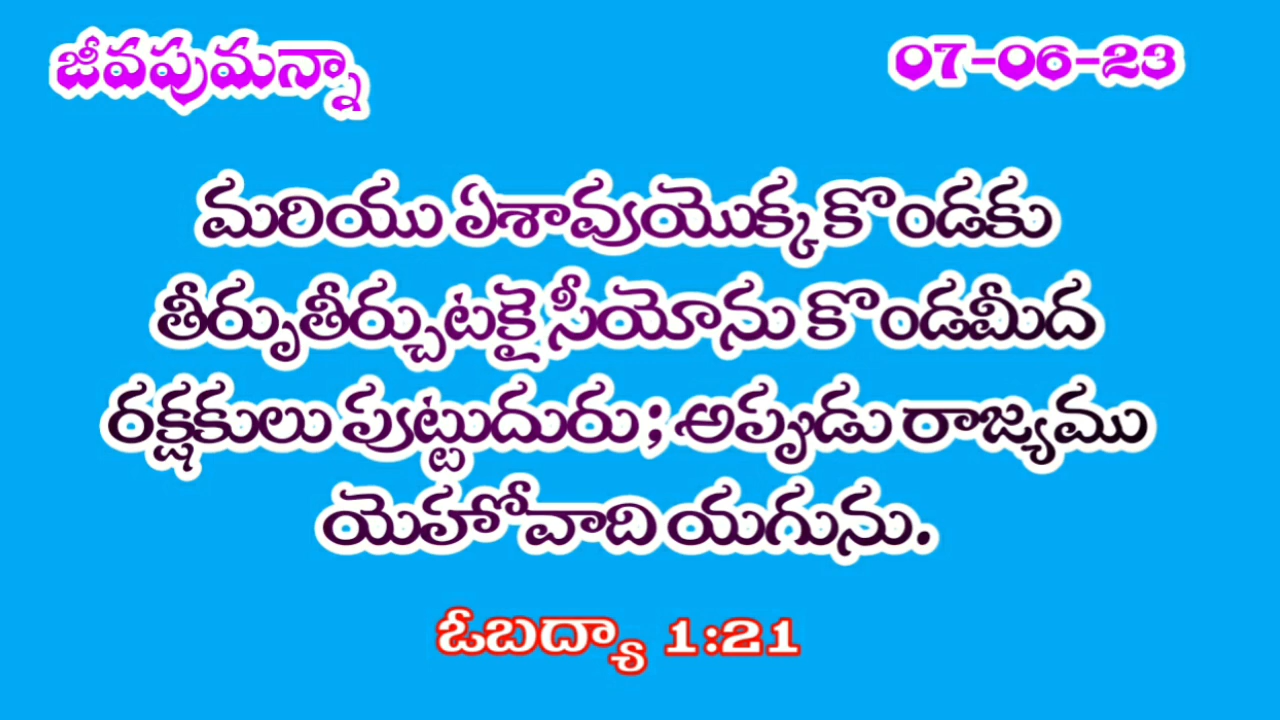 జీవపుమన్నా
07-06-23
మరియు ఏశావుయొక్క కొండకు
తీర్పుతీర్చుటకై సీయోను కొండమీద
రక్షకులు పుట్టుదురు; అప్పుడు రాజ్యము
యెహోవాది యగును.
ఓబద్యా 1:21